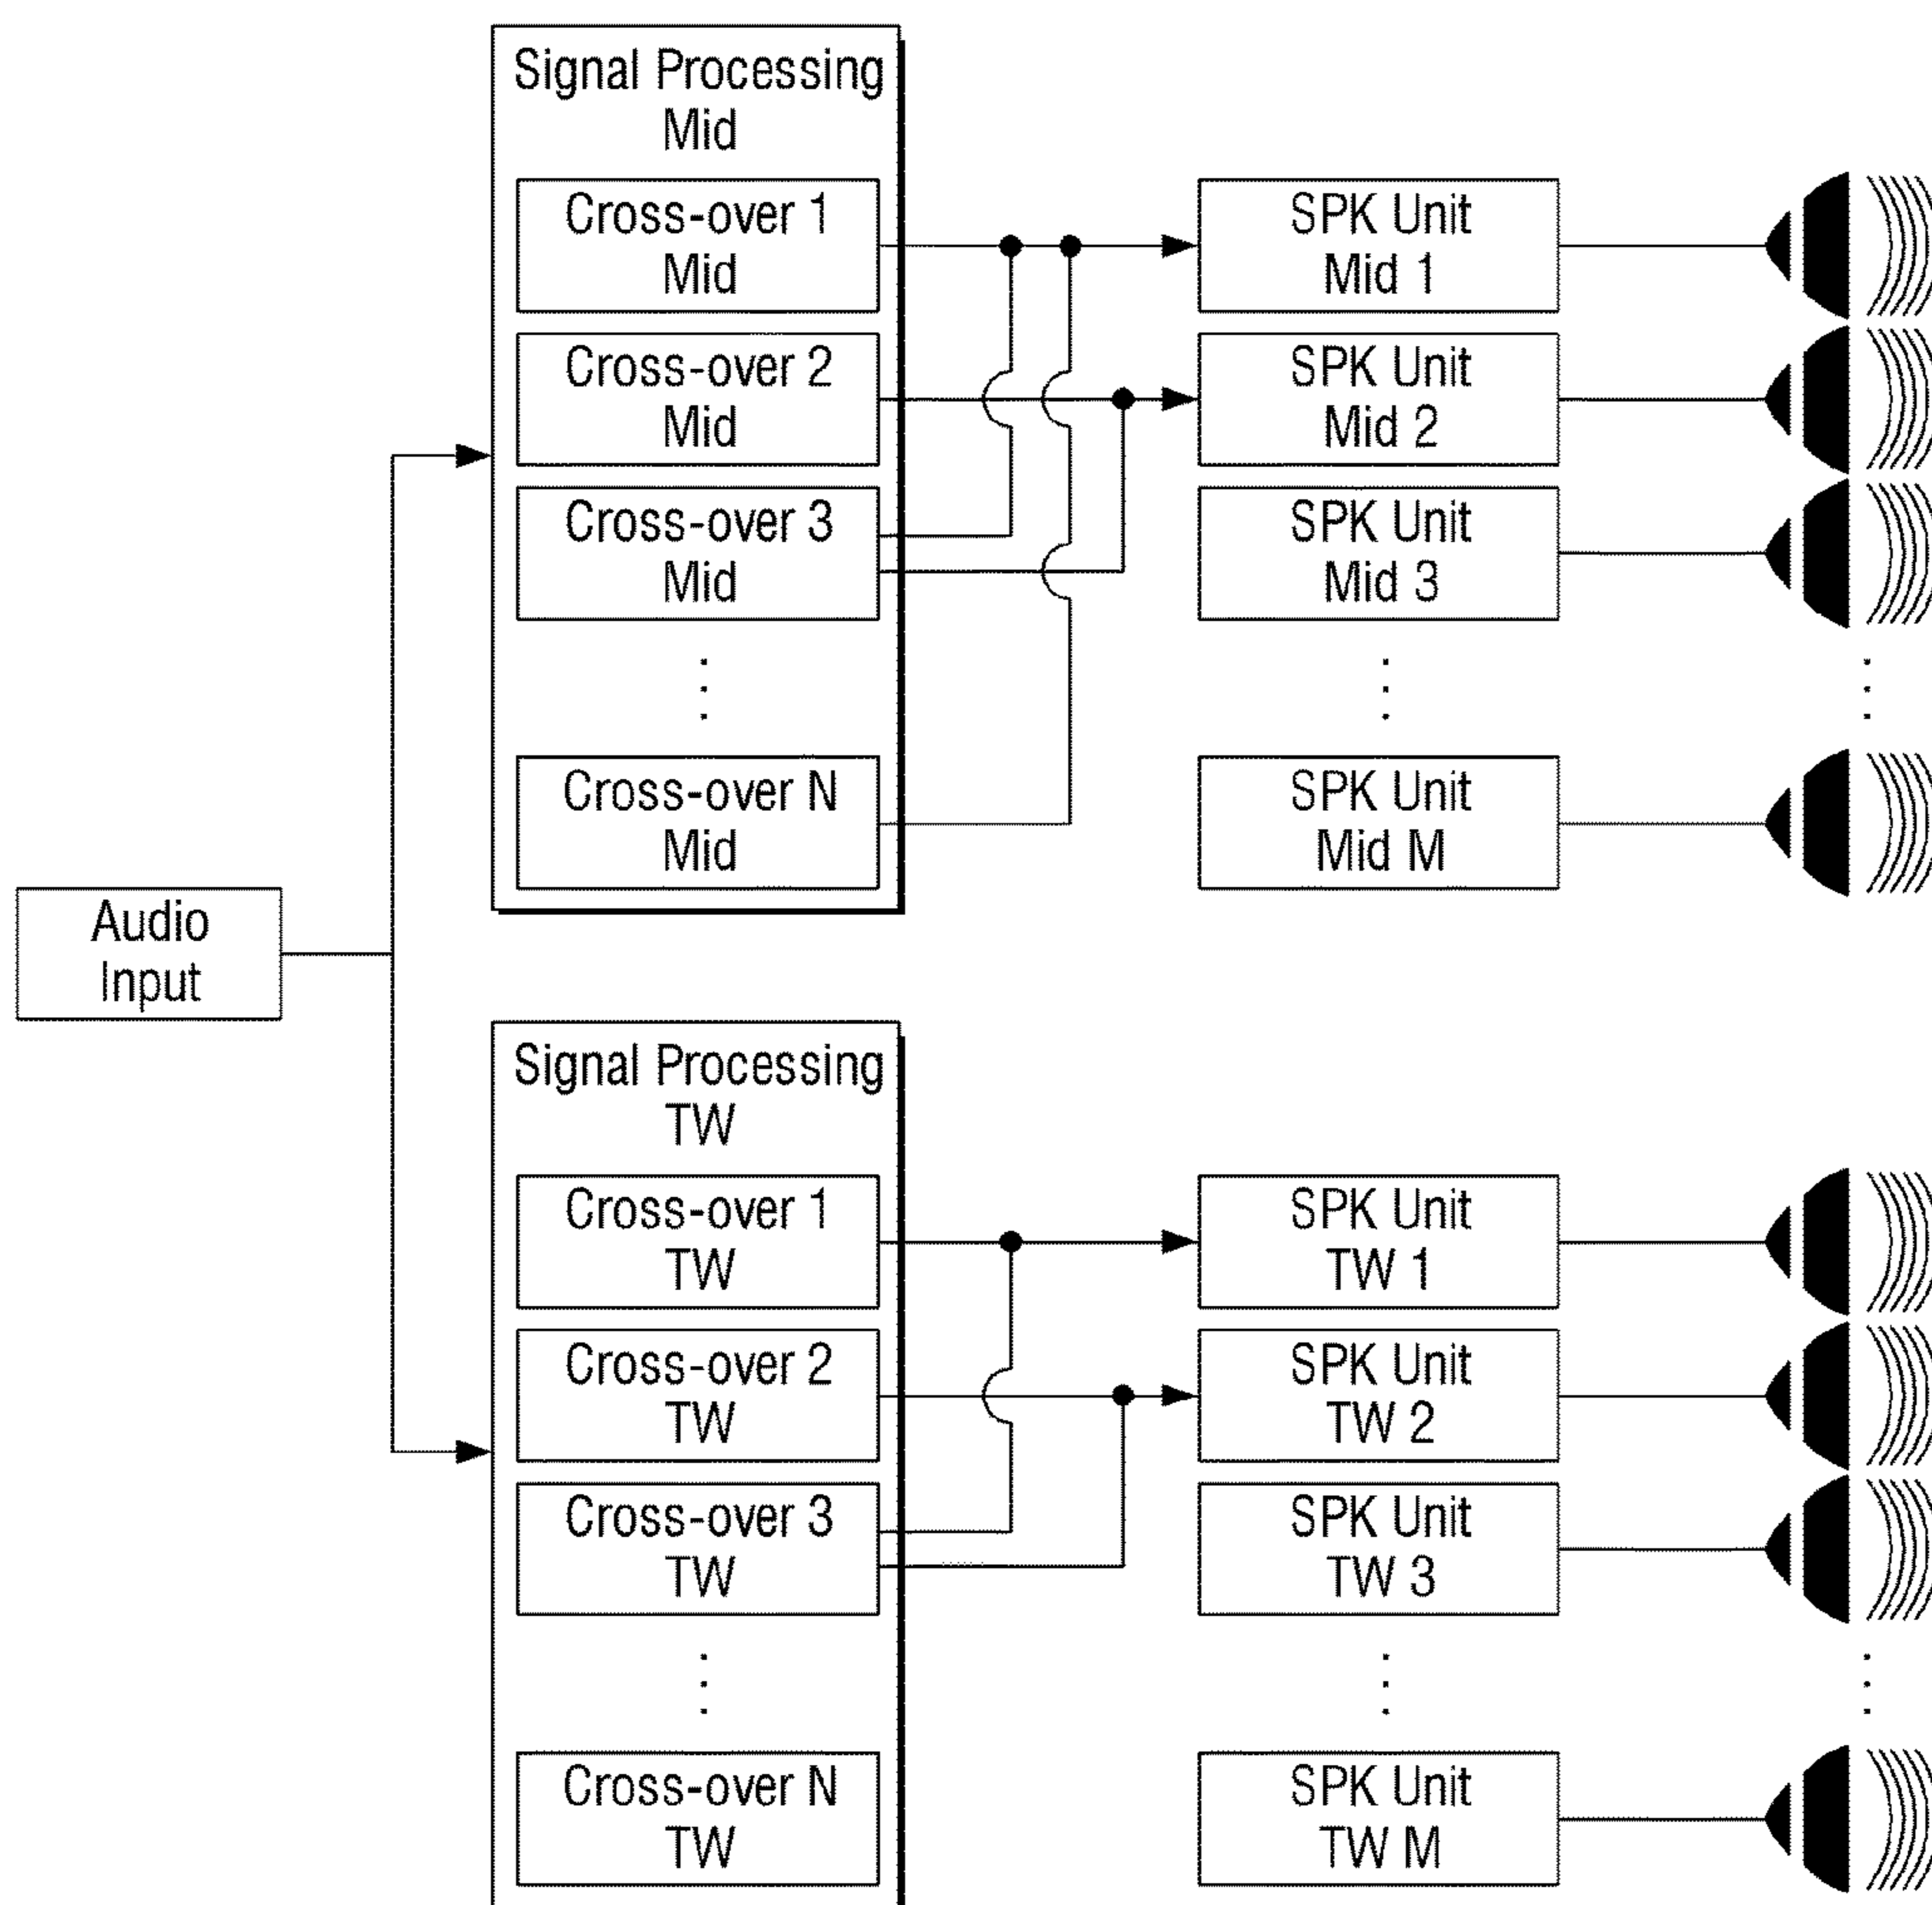 Signal Processing
Mid
Cross-over 1
Mid
Cross-over 2
Mid
Cross-over 3
Mid
Cross-over N
Mid
SPK Unit
Mid 1
SPK Unit
Mid 2
SPK Unit
Mid 3
SPK Unit
Mid M
Audio
Input
Signal Processing
TW
Cross-over 1
TW
Cross-over 2
TW
Cross-over 3
TW
Cross-over N
TW
SPK Unit
TW 1
SPK Unit
TW 2
SPK Unit
TW 3
SPK Unit
TW M